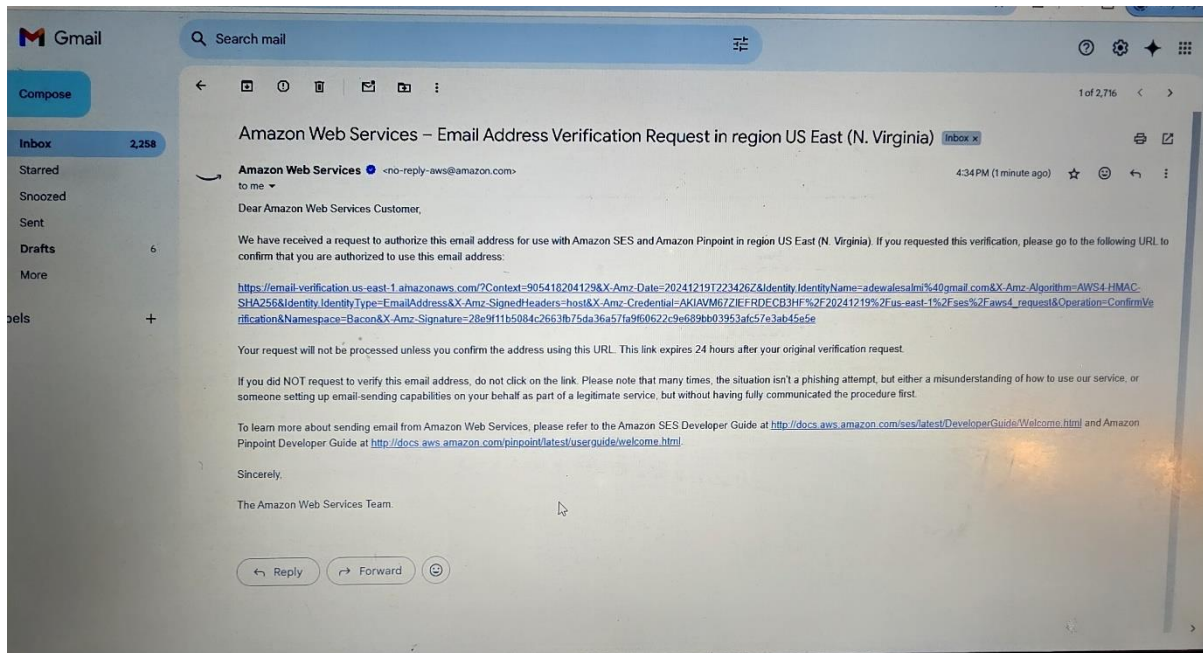 Gmail
Search mail
Compose
1 of 2,716
Inbox 2,258
Starred
Snoozed
Sent
Drafts 6
More
Amazon Web Services – Email Address Verification Request in region US East (N. Virginia) Inbox x
Amazon Web Services <no-reply-aws@amazon.com>
4:34 PM (1 minute ago)
to me
Dear Amazon Web Services Customer,
We have received a request to authorize this email address for use with Amazon SES and Amazon Pinpoint in region US East (N. Virginia). If you requested this verification, please go to the following URL to
confirm that you are authorized to use this email address:
https://email-verification.us-east-1.amazonaws.com/?Context=905418204129&X-Amz-Date=20241219T223426Z&Identity.IdentityName=adewalesalmi%40gmail.com&X-Amz-Algorithm=AWS4-HMAC-
SHA256&Identity.IdentityType=EmailAddress&X-Amz-SignedHeaders=host&X-Amz-Credential=AKIAVM67ZIEFRDECB3HF%2F20241219%2Fus-east-1%2Fses%2Faws4_request&Operation=ConfirmVe
rification&Namespace=Bacon&X-Amz-Signature=28e9f11b5084c2663fb75da36a57fa9f60622c9e689bb03953afc57e3ab45e5e
Your request will not be processed unless you confirm the address using this URL. This link expires 24 hours after your original verification request.
If you did NOT request to verify this email address, do not click on the link. Please note that many times, the situation isn't a phishing attempt, but either a misunderstanding of how to use our service, or
someone setting up email-sending capabilities on your behalf as part of a legitimate service, but without having fully communicated the procedure first.
To learn more about sending email from Amazon Web Services, please refer to the Amazon SES Developer Guide at http://docs.aws.amazon.com/ses/latest/DeveloperGuide/Welcome.html and Amazon
Pinpoint Developer Guide at http://docs.aws.amazon.com/pinpoint/latest/userguide/welcome.html.
Sincerely,
The Amazon Web Services Team.
bels +
Reply
Forward